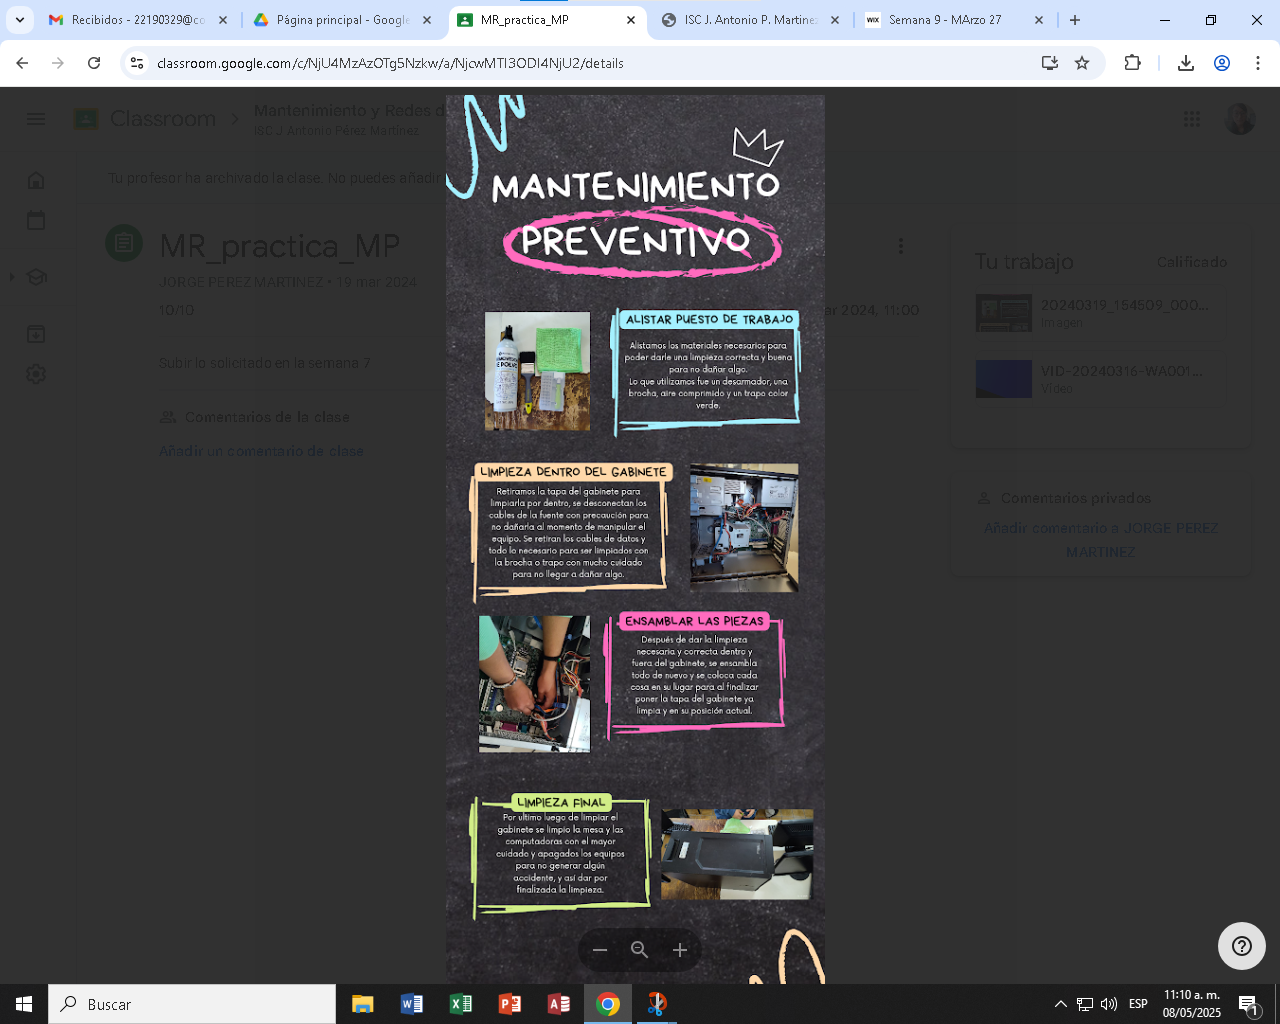 Recibidos - 22190329@co
Página principal - Google
MR_practica_MP
ISC J. Antonio P. Martinez
WIX
Semana 9 - MArzo 27
classroom.google.com/c/NjU4MzAzOTg5Nzkw/a/NjcwMTI3ODI4NjU2/details
Classroom
Mantenimiento y Redes d
ISC J. Antonio Pérez Martínez
Tu profesor ha archivado la clase. No puedes añadir
MR_practica_MP
JORGE PEREZ MARTINEZ • 19 mar 2024
10/10
ar 2024, 11:00
Subir lo solicitado en la semana 7
Comentarios de la clase
Añadir un comentario de clase
Tu trabajo
Calificado
20240319_154509_000...
Imagen
VID-20240316-WA001...
Vídeo
Comentarios privados
Añadir comentario a JORGE PEREZ
MARTINEZ
MANTENIMIENTO
PREVENTIVO
ALISTAR PUESTO DE TRABAJO
Alistamos los materiales necesarios para
poder darle una limpieza correcta y buena
para no dañar algo.
Lo que utilizamos fue un desarmador, una
brocha, aire comprimido y un trapo color
verde.
LIMPIEZA DENTRO DEL GABINETE
Retiramos la tapa del gabinete para
limpiarla por dentro, se desconectan los
cables de la fuente con precaución para
no dañarla al momento de manipular el
equipo. Se retiran los cables de datos y
todo lo necesario para ser limpiados con
la brocha o trapo con mucho cuidado
para no llegar a dañar algo.
ENSAMBLAR LAS PIEZAS
Después de dar la limpieza
necesaria y correcta dentro y
fuera del gabinete, se ensambla
todo de nuevo y se coloca cada
cosa en su lugar para al finalizar
poner la tapa del gabinete ya
limpia y en su posición actual.
LIMPIEZA FINAL
Por ultimo luego de limpiar el
gabinete se limpio la mesa y las
computadoras con el mayor
cuidado y apagados los equipos
para no generar algún
accidente, y así dar por
finalizada la limpieza.
Buscar
ESP
11:10 a. m.
08/05/2025
1